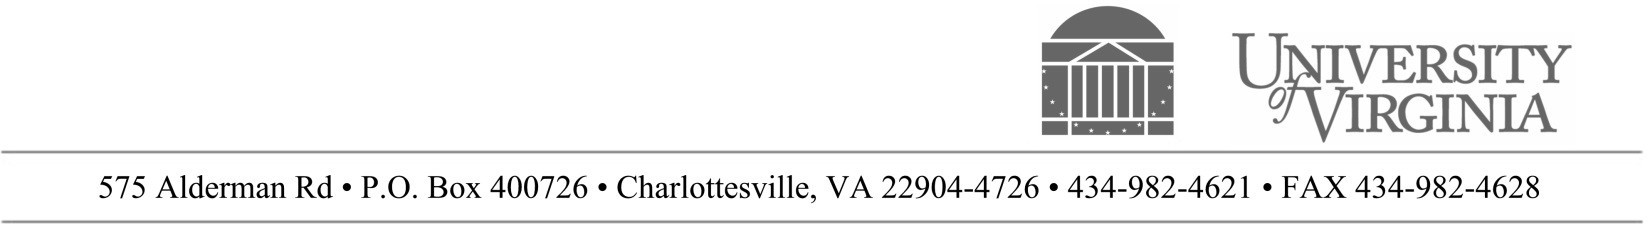 UNIVERSITY
of VIRGINIA
575 Alderman Rd • P.O. Box 400726 • Charlottesville, VA 22904-4726 • 434-982-4621 • FAX 434-982-4628